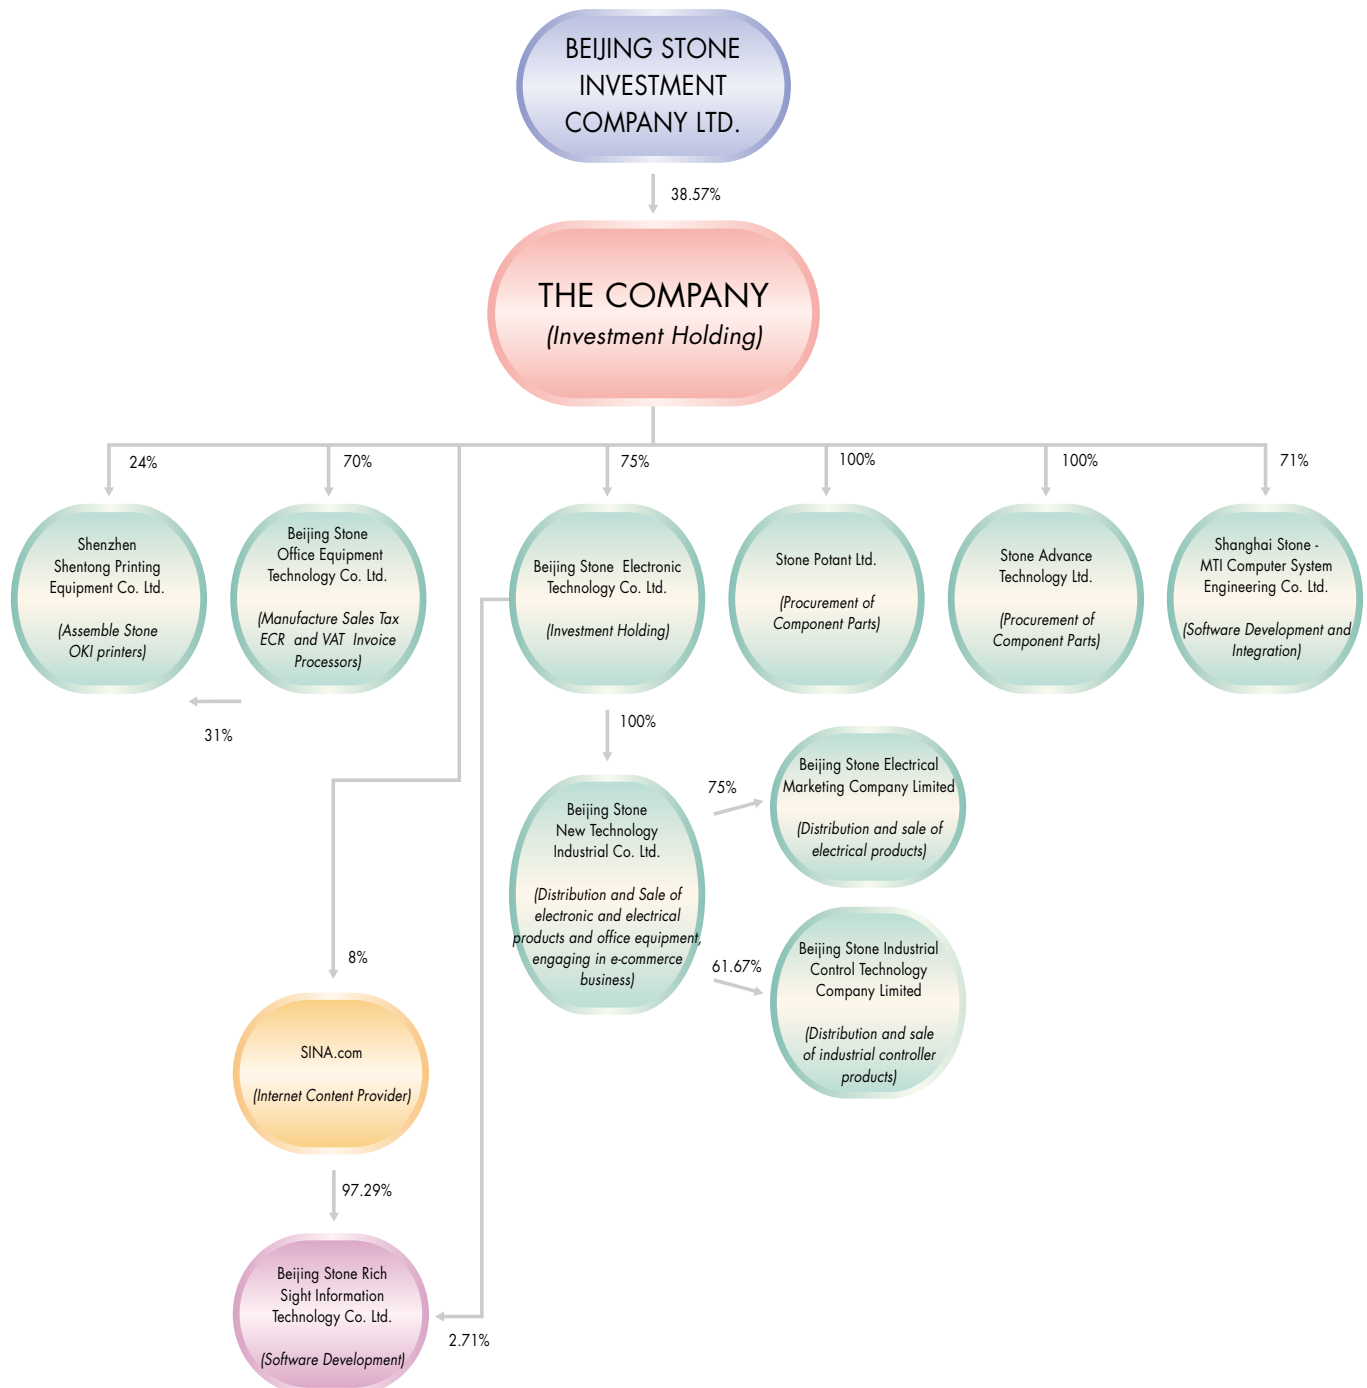 BEIJING STONE
INVESTMENT
COMPANY LTD.
38.57%
THE COMPANY
(Investment Holding)
24%
70%
75%
100%
100%
71%
Shenzhen
Shentong Printing
Equipment Co. Ltd.
(Assemble Stone
OKI printers)
Beijing Stone
Office Equipment
Technology Co. Ltd.
(Manufacture Sales Tax
ECR and VAT Invoice
Processors)
Beijing Stone Electronic
Technology Co. Ltd.
(Investment Holding)
Stone Potant Ltd.
(Procurement of
Component Parts)
Stone Advance
Technology Ltd.
(Procurement of
Component Parts)
Shanghai Stone -
MTI Computer System
Engineering Co. Ltd.
(Software Development and
Integration)
31%
100%
Beijing Stone
New Technology
Industrial Co. Ltd.
(Distribution and Sale of
electronic and electrical
products and office equipment,
engaging in e-commerce
business)
75%
Beijing Stone Electrical
Marketing Company Limited
(Distribution and sale of
electrical products)
61.67%
Beijing Stone Industrial
Control Technology
Company Limited
(Distribution and sale
of industrial controller
products)
8%
SINA.com
(Internet Content Provider)
97.29%
Beijing Stone Rich
Sight Information
Technology Co. Ltd.
(Software Development)
2.71%